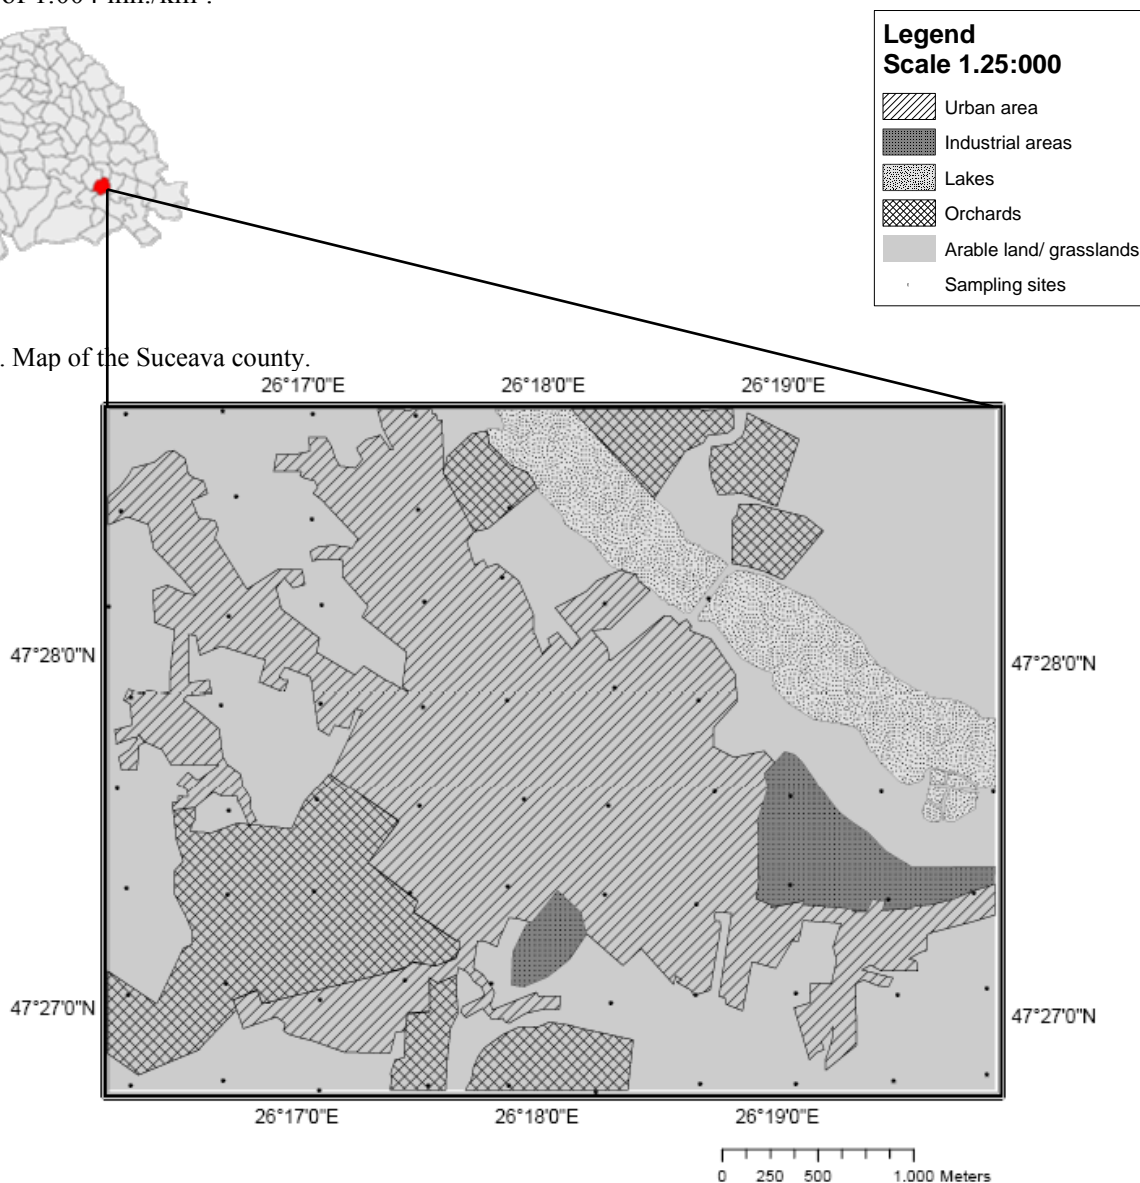 Legend
Scale 1.25:000
Urban area
Industrial areas
Lakes
Orchards
Arable land/ grasslands
Sampling sites
. Map of the Suceava county.
26°17'0"E 26°18'0"E 26°19'0"E
47°28'0"N 47°28'0"N
47°27'0"N 47°27'0"N
26°17'0"E 26°18'0"E 26°19'0"E
0 250 500 1.000 Meters